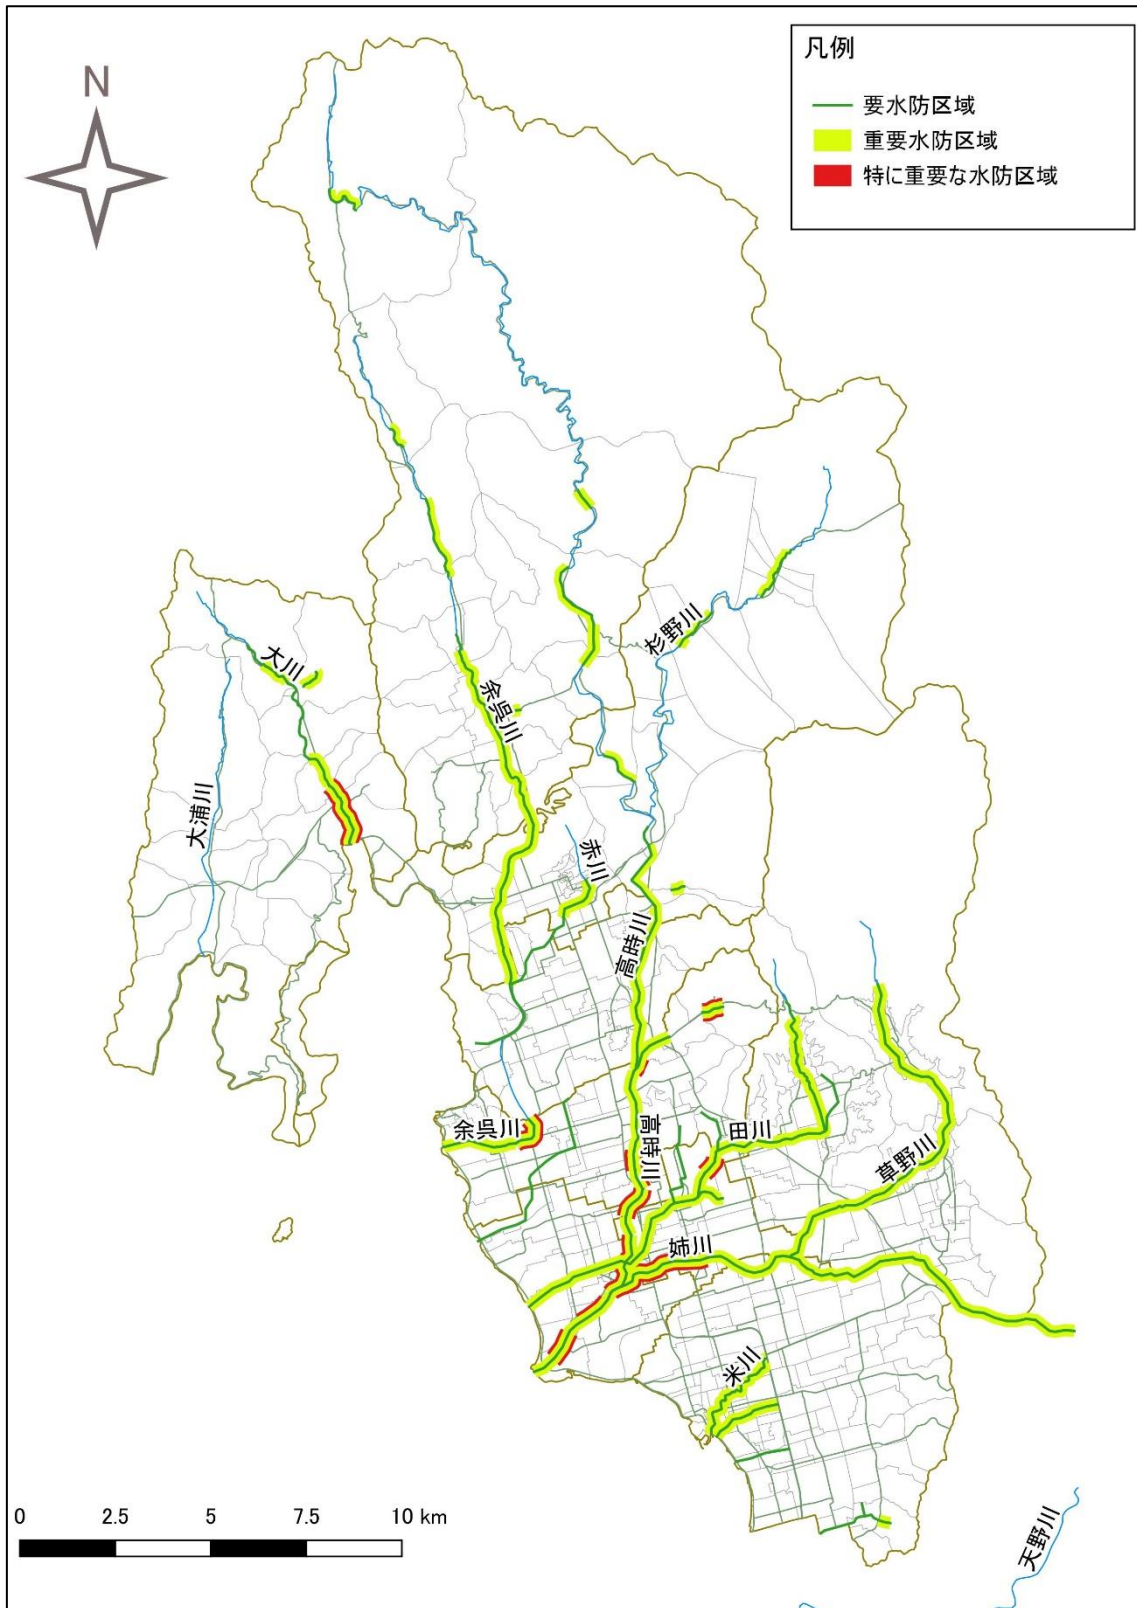 N
凡例
要水防区域
重要水防区域
特に重要な水防区域
杉野川
大川
余呉川
大浦川
赤川
高時川
余呉川
高時川
田川
草野川
姉川
米川
天野川
0 2.5 5 7.5 10 km